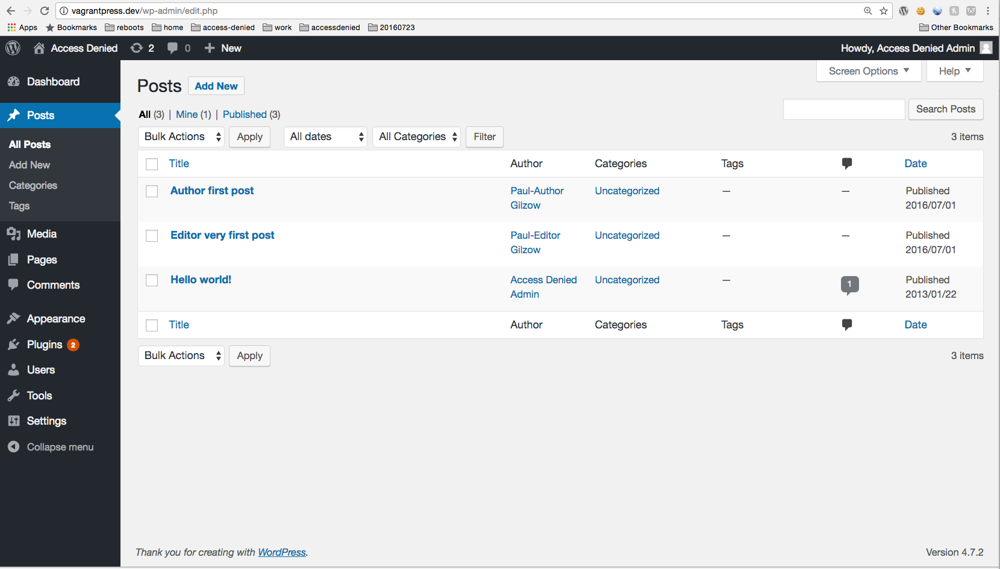 vagrantpress.dev/wp-admin/edit.php
Apps Bookmarks reboots home access-denied work accessdenied 20160723 Other Bookmarks
Access Denied 2 0 New Howdy, Access Denied Admin
Screen Options Help
Dashboard
Posts
All Posts
Add New
Categories
Tags
Media
Pages
Comments
Appearance
Plugins 2
Users
Tools
Settings
Collapse menu
Posts Add New
All (3) | Mine (1) | Published (3)
Search Posts
Bulk Actions Apply All dates All Categories Filter 3 items
Title Author Categories Tags Date
Author first post Paul-Author Uncategorized — — Published
Gilzow 2016/07/01
Editor very first post Paul-Editor Uncategorized — — Published
Gilzow 2016/07/01
Hello world! Access Denied Uncategorized — 1 Published
Admin 2013/01/22
Title Author Categories Tags Date
Bulk Actions Apply 3 items
Thank you for creating with WordPress. Version 4.7.2